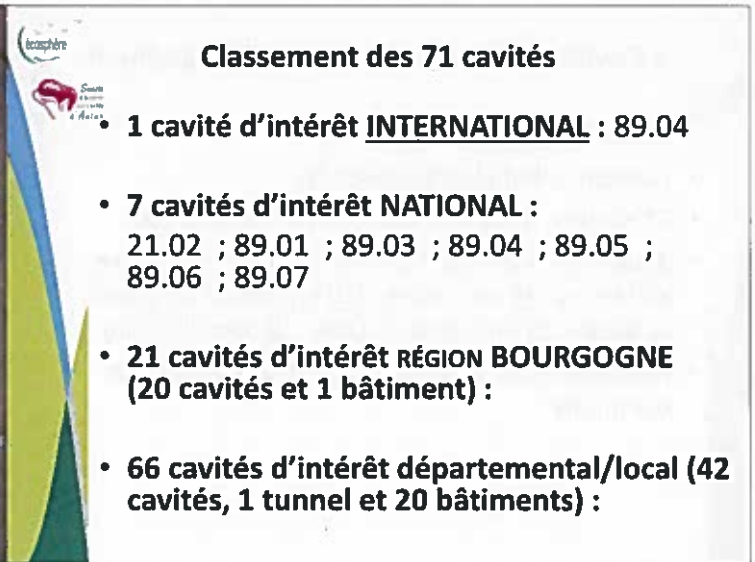 écosphère
Classement des 71 cavités
• 1 cavité d'intérêt INTERNATIONAL : 89.04
• 7 cavités d'intérêt NATIONAL :
21.02 ; 89.01 ; 89.03 ; 89.04 ; 89.05 ;
89.06 ; 89.07
• 21 cavités d'intérêt RÉGION BOURGOGNE
(20 cavités et 1 bâtiment) :
• 66 cavités d'intérêt départemental/local (42
cavités, 1 tunnel et 20 bâtiments) :